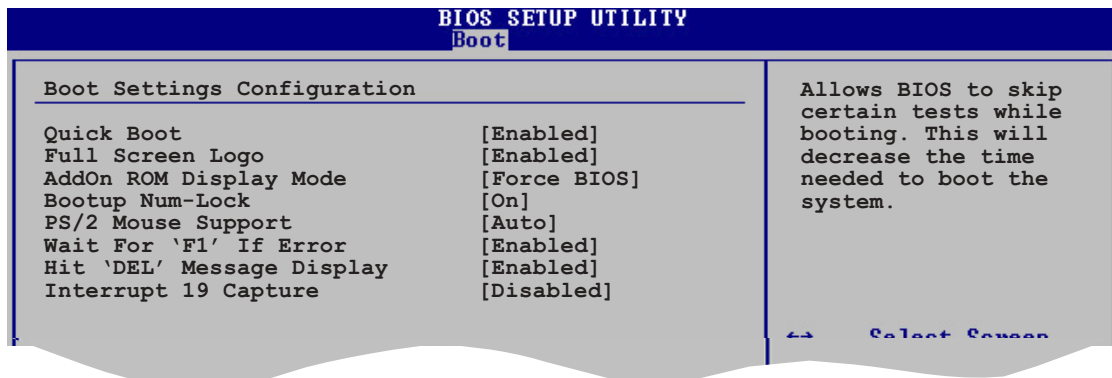 BIOS SETUP UTILITY
Boot
Boot Settings Configuration
Quick Boot [Enabled]
Full Screen Logo [Enabled]
AddOn ROM Display Mode [Force BIOS]
Bootup Num-Lock [On]
PS/2 Mouse Support [Auto]
Wait For ‘F1’ If Error [Enabled]
Hit ‘DEL’ Message Display [Enabled]
Interrupt 19 Capture [Disabled]
Allows BIOS to skip
certain tests while
booting. This will
decrease the time
needed to boot the
system.
←→ Select Screen